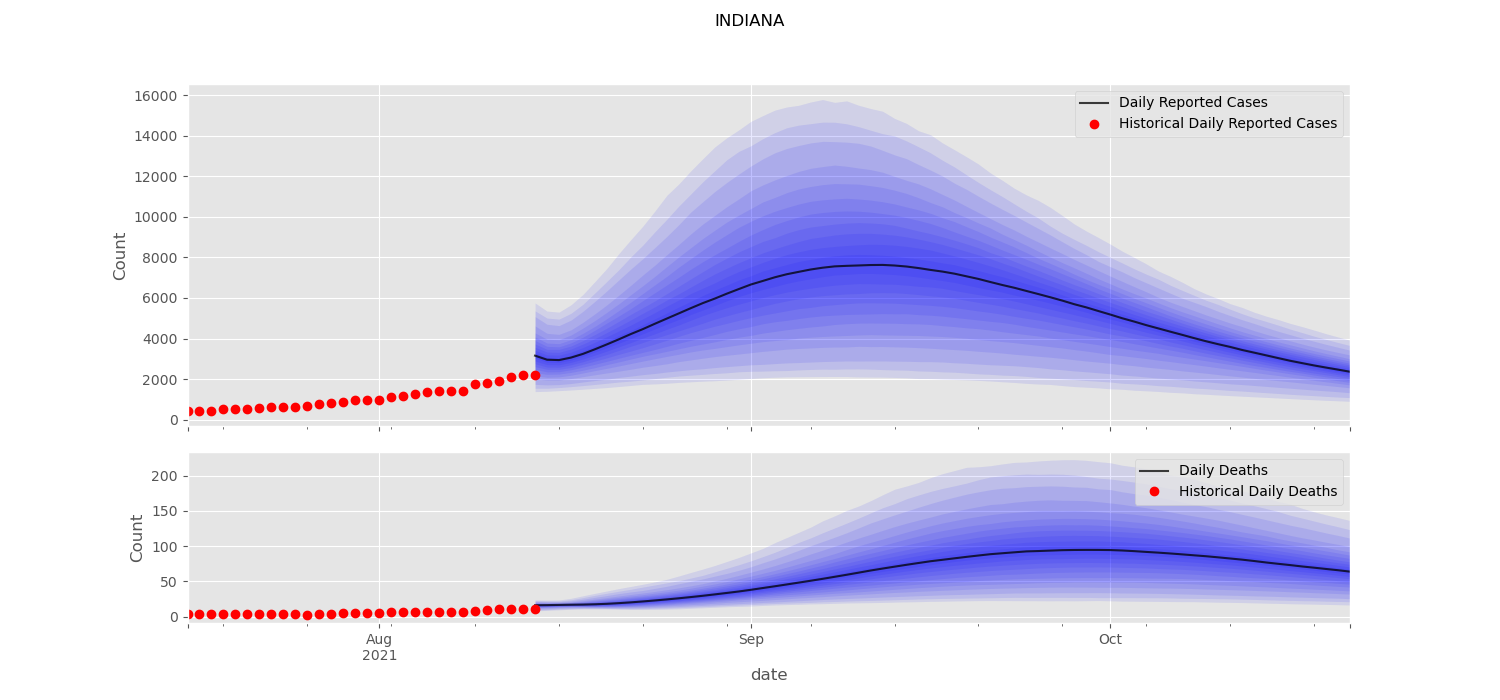 INDIANA
16000
14000
12000
10000
8000
6000
4000
2000
0
Count
Daily Reported Cases
Historical Daily Reported Cases
200
150
100
50
0
Count
Daily Deaths
Historical Daily Deaths
Aug
2021
Sep
Oct
date